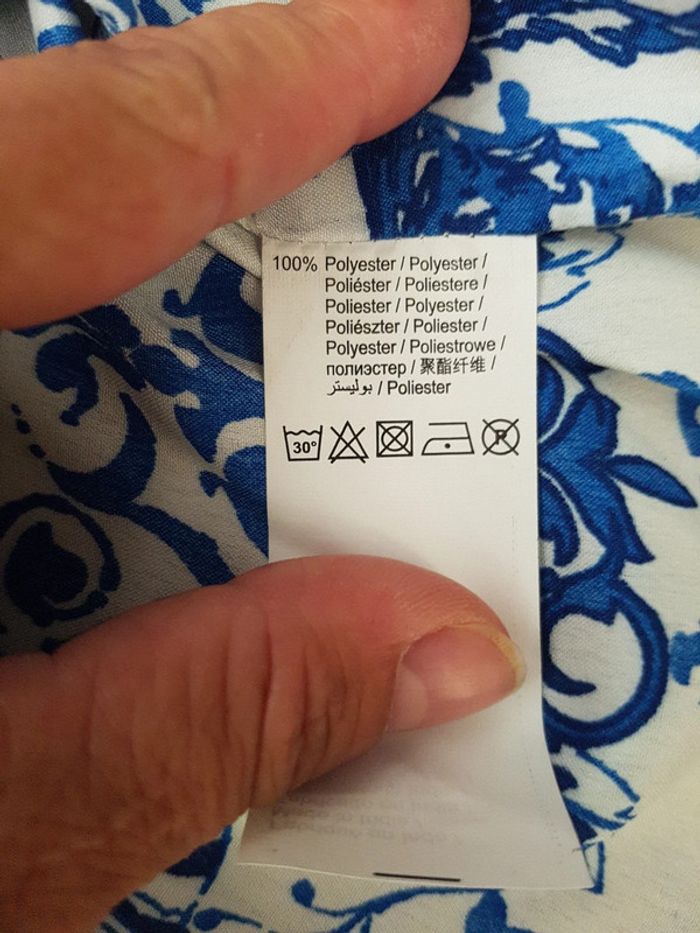 100% Polyester / Polyester /
Poliéster / Poliestere /
Poliester / Polyester /
Poliészter / Poliester /
Polyester / Poliestrowe /
полиэстер / 聚酯纤维 /
بوليستر / Poliester
30°
R